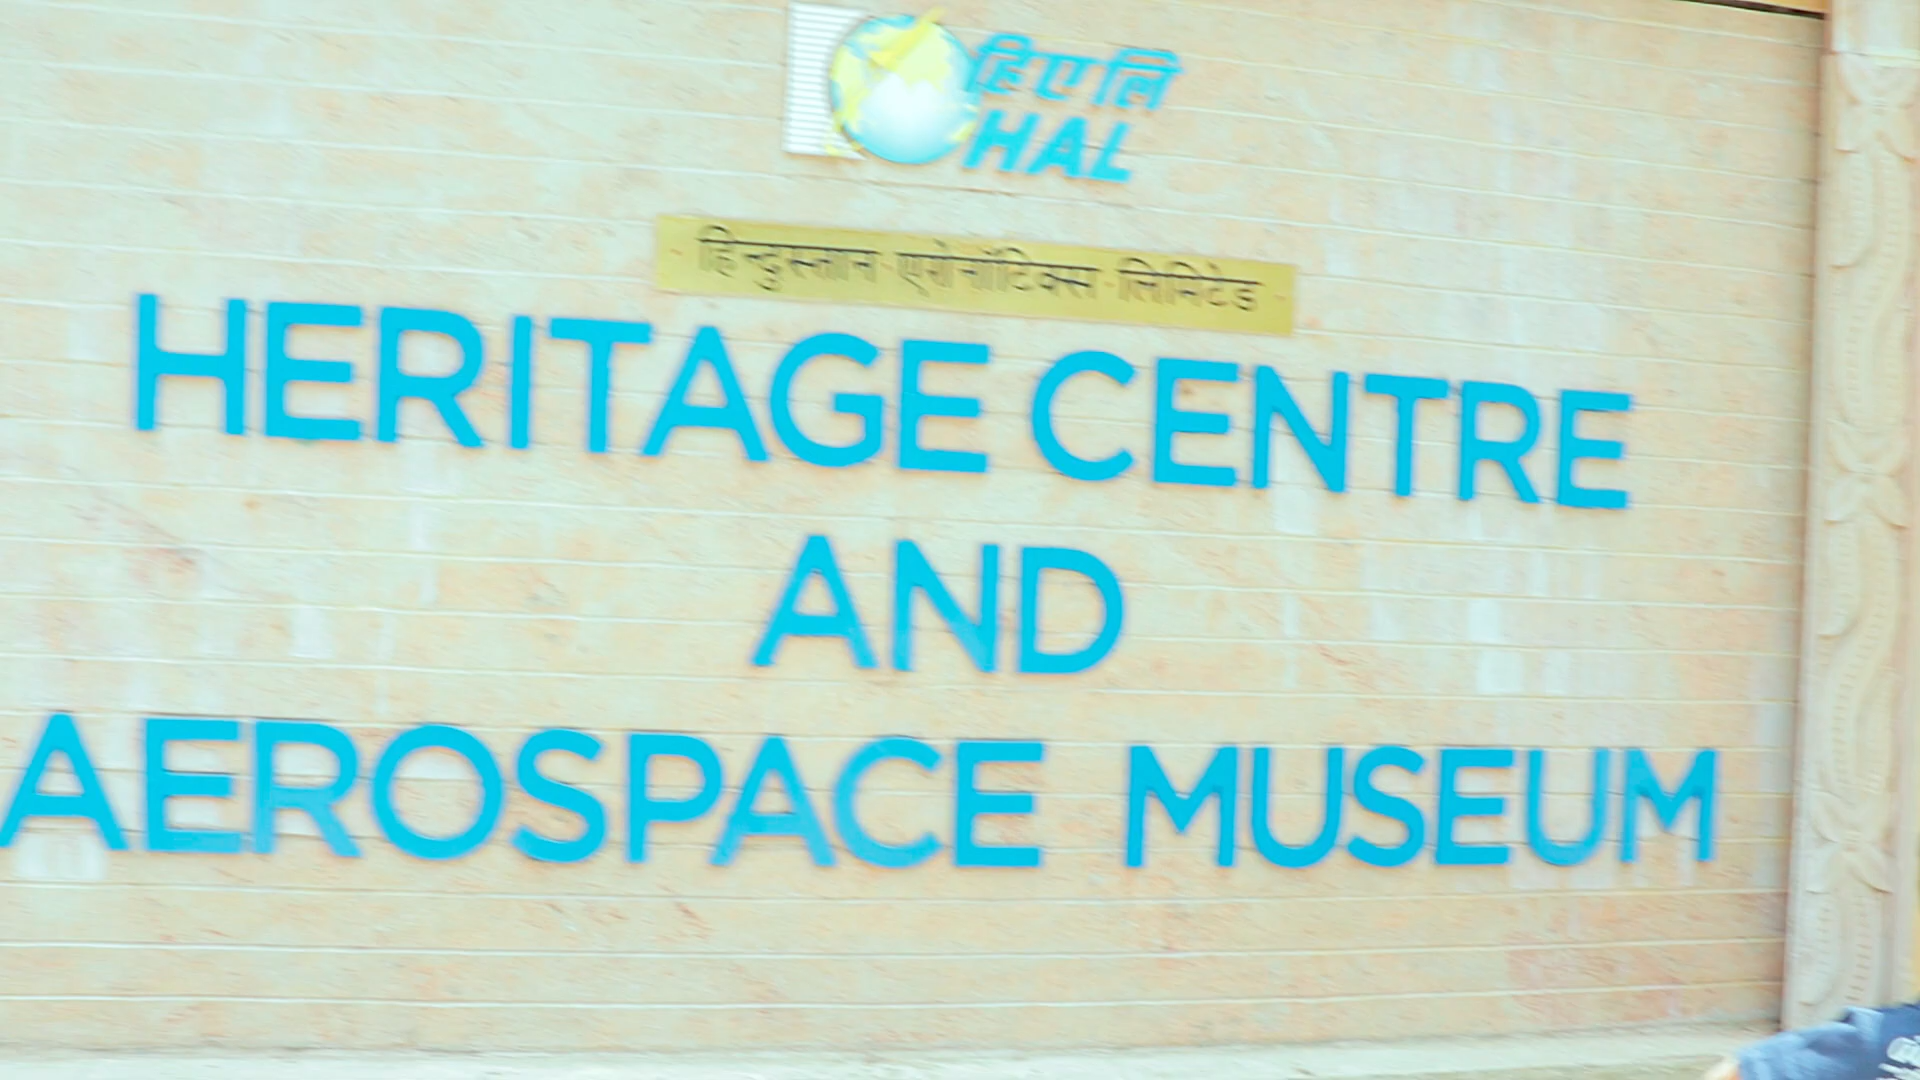 हिएलि
HAL
हिन्दुस्तान एरोनॉटिक्स लिमिटेड
HERITAGE CENTRE
AND
AEROSPACE MUSEUM